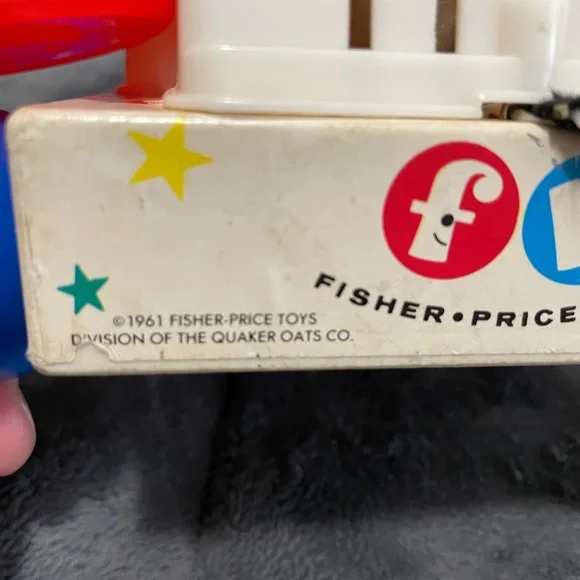 f
FISHER•PRICE
©1961 FISHER-PRICE TOYS
DIVISION OF THE QUAKER OATS CO.